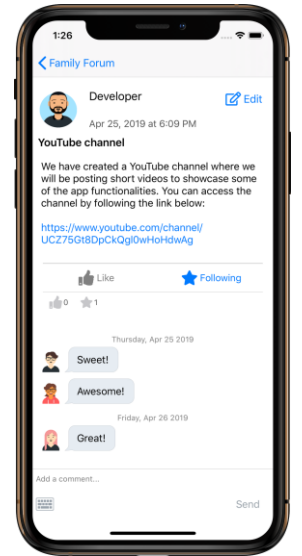 1:26
Family Forum
Developer
Edit
Apr 25, 2019 at 6:09 PM
YouTube channel
We have created a YouTube channel where we
will be posting short videos to showcase some
of the app functionalities. You can access the
channel by following the link below:
https://www.youtube.com/channel/
UCZ75Gt8DpCkQgl0wHoHdwAg
Like
Following
0
1
Thursday, Apr 25 2019
Sweet!
Awesome!
Friday, Apr 26 2019
Great!
Add a comment...
Send